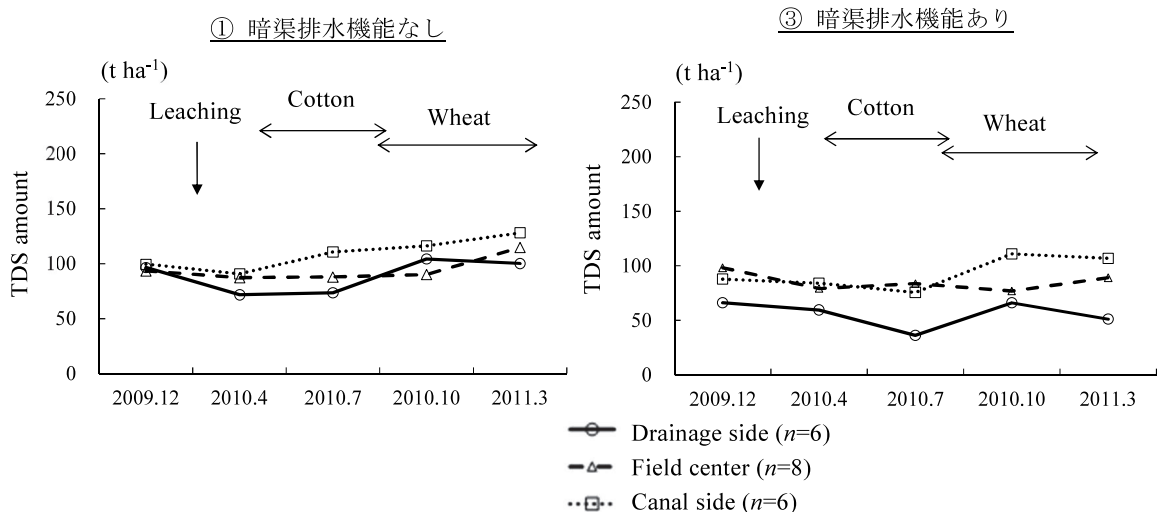 ① 暗渠排水機能なし
(t ha-1)
TDS amount
250
200
150
100
50
0
Leaching
Cotton
Wheat
2009.12 2010.4 2010.7 2010.10 2011.3
③ 暗渠排水機能あり
(t ha-1)
TDS amount
250
200
150
100
50
0
Leaching
Cotton
Wheat
2009.12 2010.4 2010.7 2010.10 2011.3
Drainage side (n=6)
Field center (n=8)
Canal side (n=6)